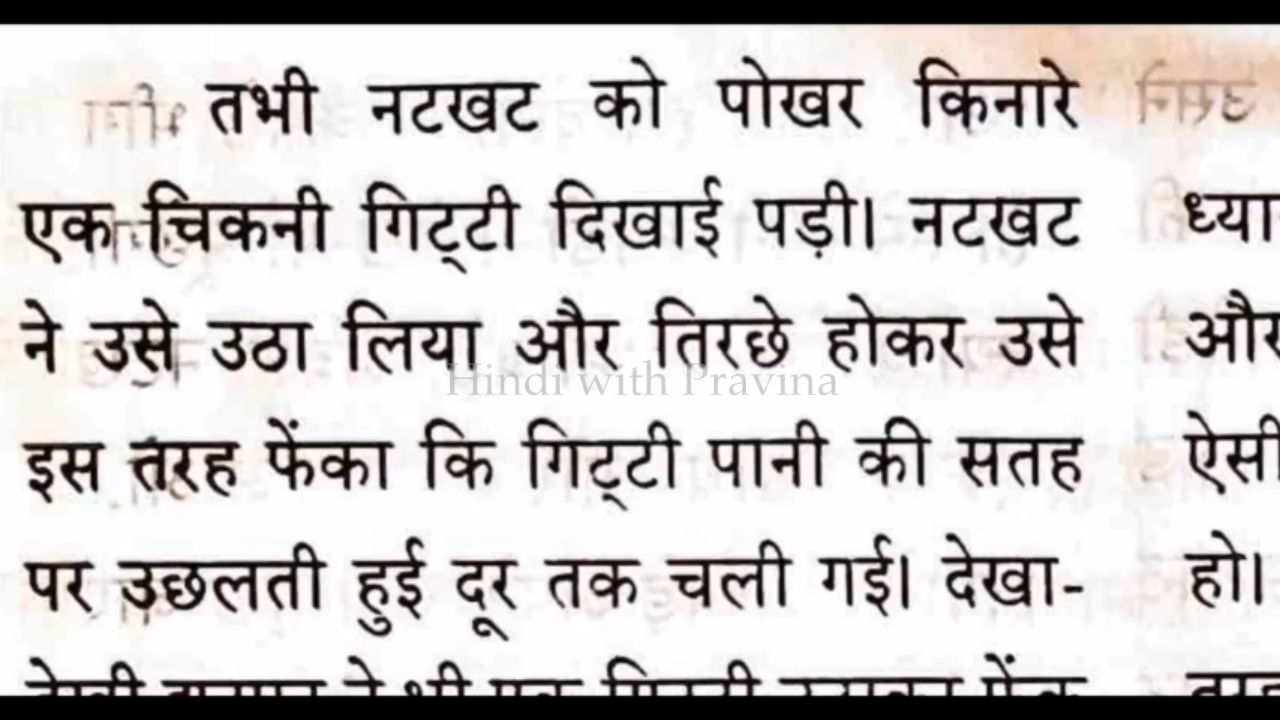 तभी नटखट को पोखर किनारे
एक चिकनी गिट्टी दिखाई पड़ी। नटखट
ने उसे उठा लिया और तिरछे होकर उसे
इस तरह फेंका कि गिट्टी पानी की सतह
पर उछलती हुई दूर तक चली गई। देखा-
ध्या
और
ऐसी
हो।
Hindi with Pravina